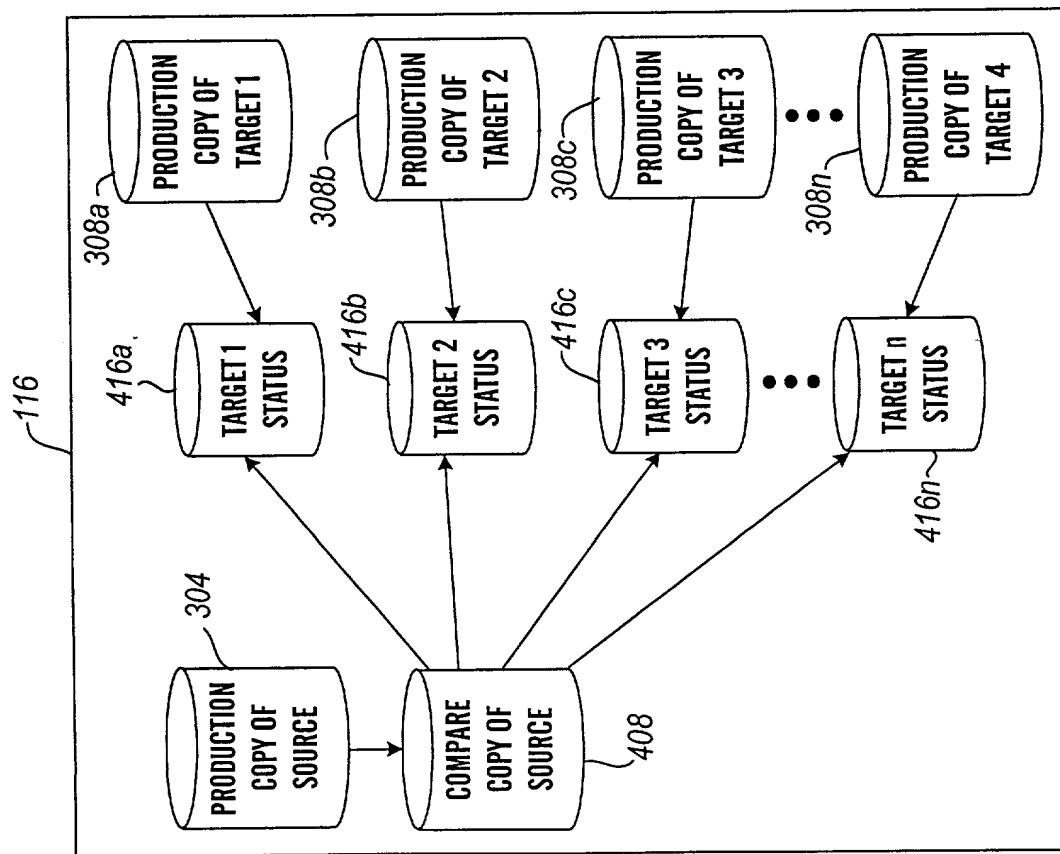 116
304
PRODUCTION
COPY OF
SOURCE
COMPARE
COPY OF
SOURCE
408
416a.
TARGET 1
STATUS
416b
TARGET 2
STATUS
416c
TARGET 3
STATUS
TARGET n
STATUS
416n
308a
PRODUCTION
COPY OF
TARGET 1
308b
PRODUCTION
COPY OF
TARGET 2
308c
PRODUCTION
COPY OF
TARGET 3
308n
PRODUCTION
COPY OF
TARGET 4